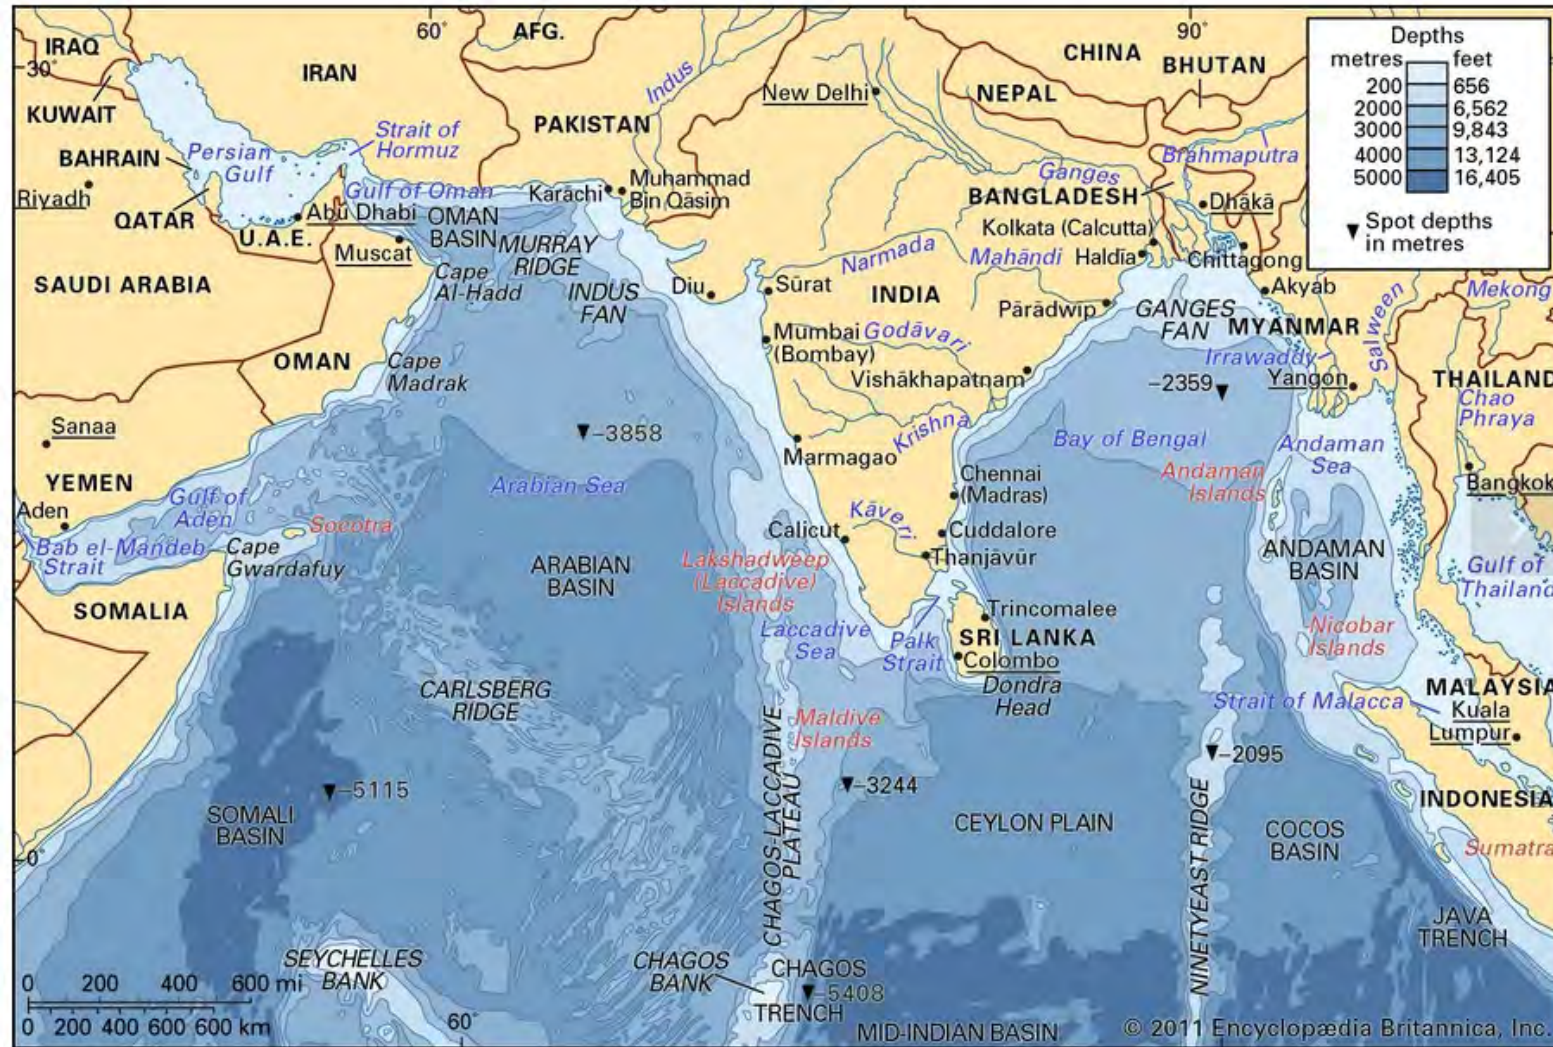 60°
90°
30°
0°
60°
Depths
metres feet
200 656
2000 6,562
3000 9,843
4000 13,124
5000 16,405
Spot depths
in metres
IRAQ
IRAN
AFG.
CHINA
BHUTAN
NEPAL
KUWAIT
PAKISTAN
Indus
New Delhi
BAHRAIN
Persian
Gulf
Strait of
Hormuz
Gulf of Oman
Riyadh
QATAR
Abū Dhabi
U.A.E.
Muscat
OMAN
BASIN
MURRAY
RIDGE
Karāchi
Muhammad
Bin Qāsim
Ganges
Brahmaputra
BANGLADESH
Dhākā
Kolkata (Calcutta)
Haldīa
Chittagong
SAUDI ARABIA
Cape
Al-Hadd
INDUS
FAN
Diu
Sūrat
Narmada
Mahāndi
INDIA
Pārādwip
GANGES
FAN
Akyab
MYANMAR
Salween
Mekong
OMAN
Cape
Madrak
Mumbai
(Bombay)
Godāvari
Vishākhapatnam
Irrawaddy
Yangon
THAILAND
Chao
Phraya
−2359
Sanaa
−3858
Krishna
Marmagao
Bay of Bengal
Andaman
Sea
Andaman
Islands
YEMEN
Gulf of
Aden
Arabian Sea
Chennai
(Madras)
Bangkok
Aden
Socotra
Bab el-Mandeb
Strait
Cape
Gwardafuy
Kāveri
Calicut
Cuddalore
Thanjāvūr
ARABIAN
BASIN
Lakshadweep
(Laccadive)
Islands
ANDAMAN
BASIN
Gulf of
Thailand
SOMALIA
Laccadive
Sea
Palk
Strait
Trincomalee
SRI LANKA
Colombo
Dondra
Head
Nicobar
Islands
CARLSBERG
RIDGE
Maldive
Islands
Strait of Malacca
MALAYSIA
Kuala
Lumpur
CHAGOS-LACCADIVE
PLATEAU
−5115
−3244
−2095
SOMALI
BASIN
CEYLON PLAIN
NINETYEAST RIDGE
COCOS
BASIN
INDONESIA
Sumatra
JAVA
TRENCH
SEYCHELLES
BANK
CHAGOS
BANK
CHAGOS
−5408
TRENCH
MID-INDIAN BASIN
0 200 400 600 mi
0 200 400 600 km
© 2011 Encyclopædia Britannica, Inc.